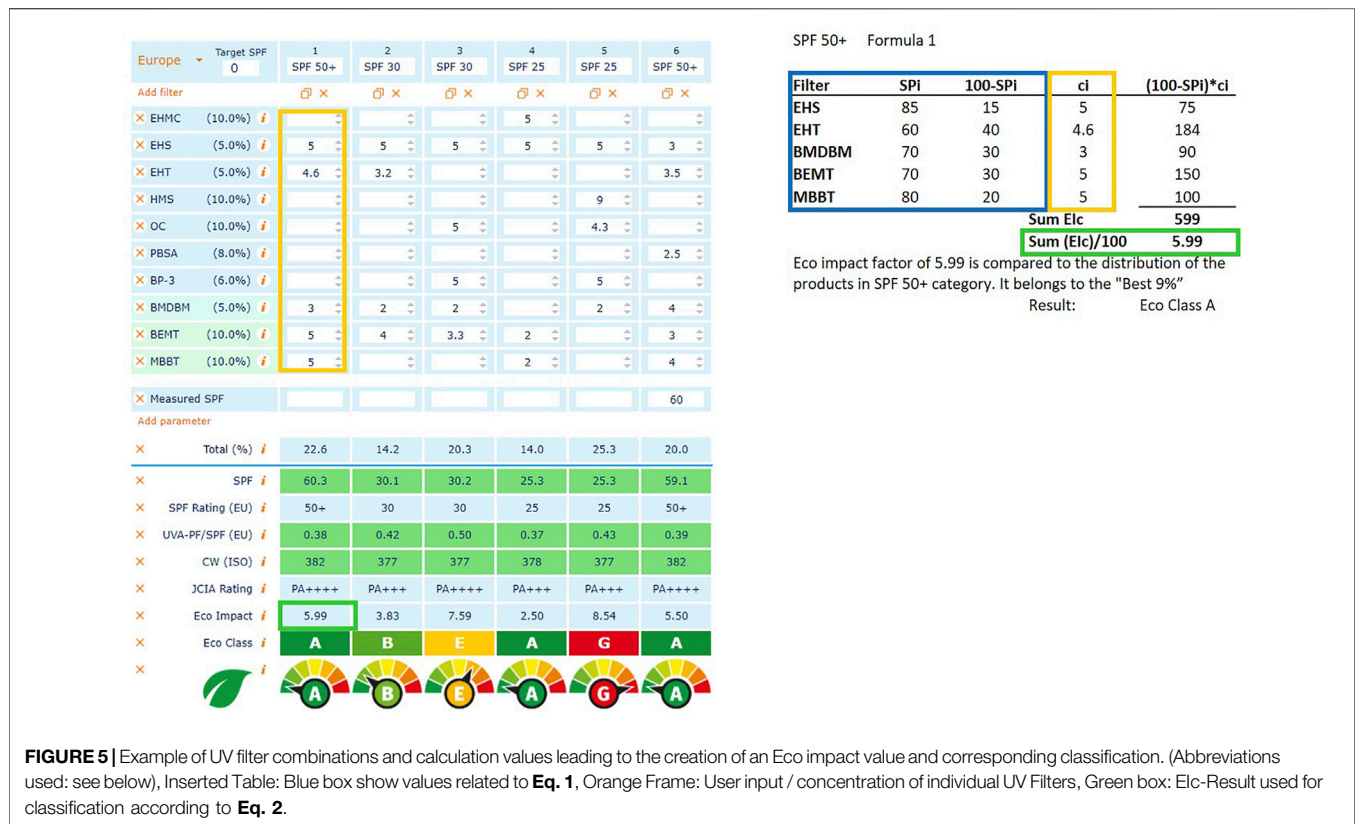 Europe Target SPF 0 1 SPF 50+ 2 SPF 30 3 SPF 30 4 SPF 25 5 SPF 25 6 SPF 50+
Add filter
EHMC (10.0%) i 5
EHS (5.0%) i 5 5 5 5 5 3
EHT (5.0%) i 4.6 3.2 3.5
HMS (10.0%) i 9
OC (10.0%) i 5 4.3
PBSA (8.0%) i 2.5
BP-3 (6.0%) i 5 5
BMDBM (5.0%) i 3 2 2 2 4
BEMT (10.0%) i 5 4 3.3 2 3
MBBT (10.0%) i 5 2 4
Measured SPF 60
Add parameter
Total (%) i 22.6 14.2 20.3 14.0 25.3 20.0
SPF i 60.3 30.1 30.2 25.3 25.3 59.1
SPF Rating (EU) i 50+ 30 30 25 25 50+
UVA-PF/SPF (EU) i 0.38 0.42 0.50 0.37 0.43 0.39
CW (ISO) i 382 377 377 378 377 382
JCIA Rating i PA++++ PA+++ PA++++ PA+++ PA+++ PA++++
Eco Impact i 5.99 3.83 7.59 2.50 8.54 5.50
Eco Class i A B E A G A
i A B E A G A
SPF 50+ Formula 1
Filter SPi 100-SPi ci (100-SPi)*ci
EHS 85 15 5 75
EHT 60 40 4.6 184
BMDBM 70 30 3 90
BEMT 70 30 5 150
MBBT 80 20 5 100
Sum EIc 599
Sum (EIc)/100 5.99
Eco impact factor of 5.99 is compared to the distribution of the
products in SPF 50+ category. It belongs to the "Best 9%”
Result: Eco Class A
FIGURE 5 | Example of UV filter combinations and calculation values leading to the creation of an Eco impact value and corresponding classification. (Abbreviations
used: see below), Inserted Table: Blue box show values related to Eq. 1, Orange Frame: User input / concentration of individual UV Filters, Green box: EIc-Result used for
classification according to Eq. 2.